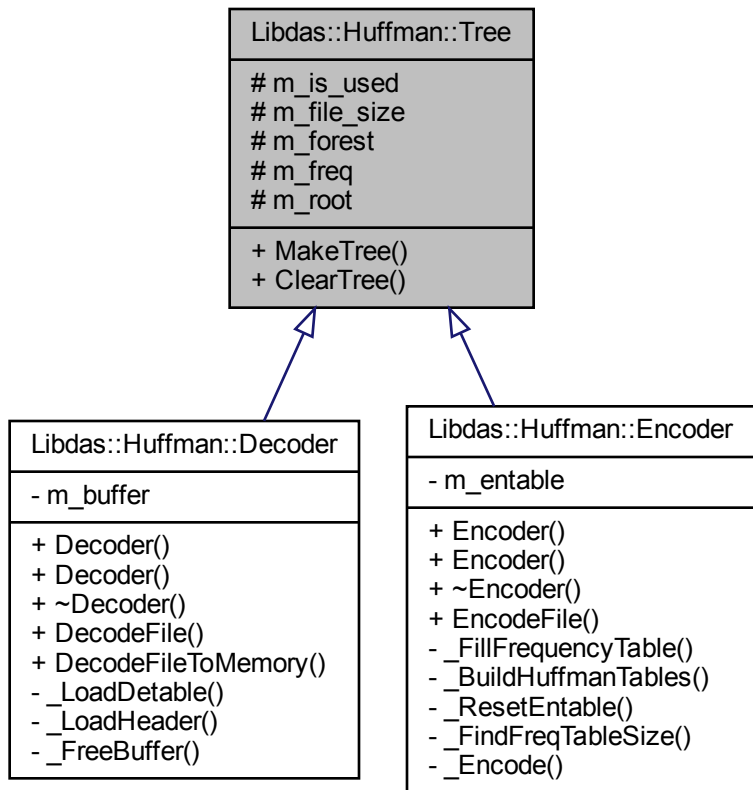 Libdas::Huffman::Tree
# m_is_used
# m_file_size
# m_forest
# m_freq
# m_root
+ MakeTree()
+ ClearTree()
Libdas::Huffman::Decoder
- m_buffer
+ Decoder()
+ Decoder()
+ ~Decoder()
+ DecodeFile()
+ DecodeFileToMemory()
- _LoadDetable()
- _LoadHeader()
- _FreeBuffer()
Libdas::Huffman::Encoder
- m_entable
+ Encoder()
+ Encoder()
+ ~Encoder()
+ EncodeFile()
- _FillFrequencyTable()
- _BuildHuffmanTables()
- _ResetEntable()
- _FindFreqTableSize()
- _Encode()